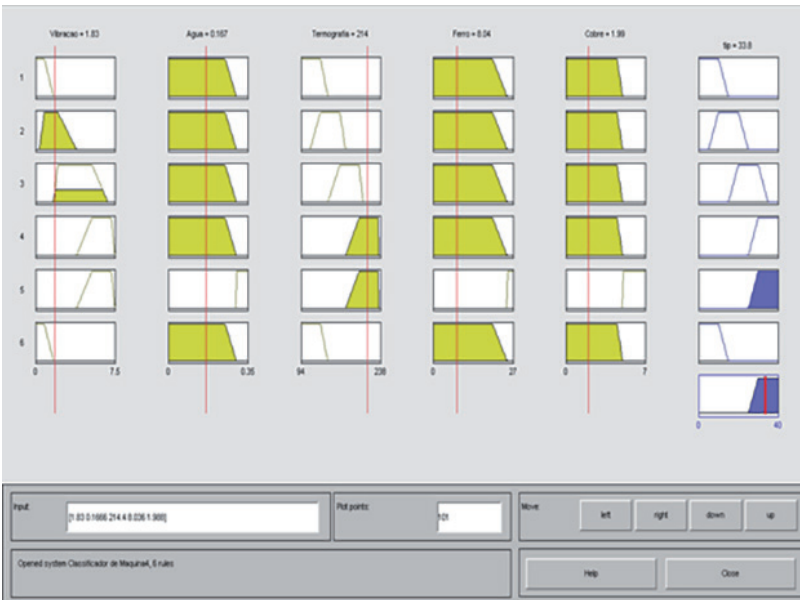 Vibracao = 1.83 Agua = 0.167 Termografia = 214 Ferro = 8.04 Cobre = 1.99 tip = 33.8
1
2
3
4
5
6
0 7.5 0 0.35 94 238 0 27 0 7
0 40
Input: [1.83 0.1666 214.4 8.036 1.988] Plot points: 101 Move: left right down up
Opened system Classificador de Maquina4, 6 rules Help Close